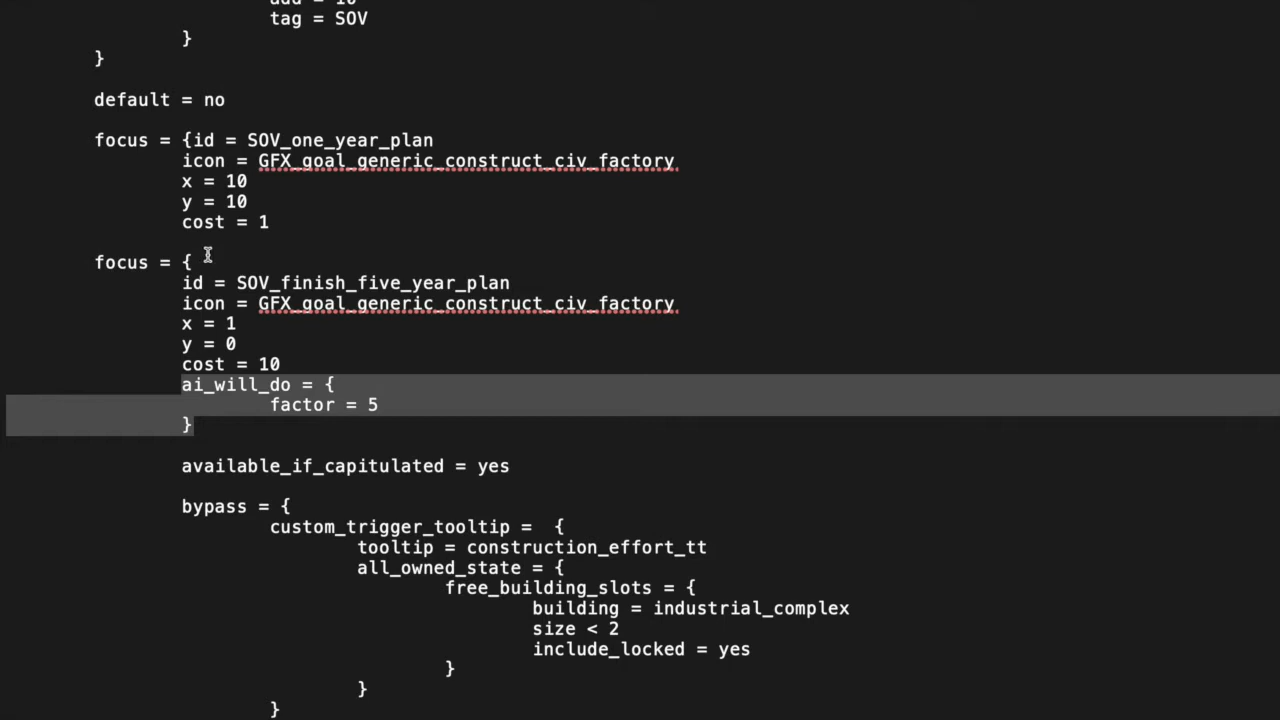 add = 10
tag = SOV
}
}
default = no
focus = {id = SOV_one_year_plan
icon = GFX_goal_generic_construct_civ_factory
x = 10
y = 10
cost = 1
focus = {
id = SOV_finish_five_year_plan
icon = GFX_goal_generic_construct_civ_factory
x = 1
y = 0
cost = 10
ai_will_do = {
factor = 5
}
available_if_capitulated = yes
bypass = {
custom_trigger_tooltip =  {
tooltip = construction_effort_tt
all_owned_state = {
free_building_slots = {
building = industrial_complex
size < 2
include_locked = yes
}
}
}